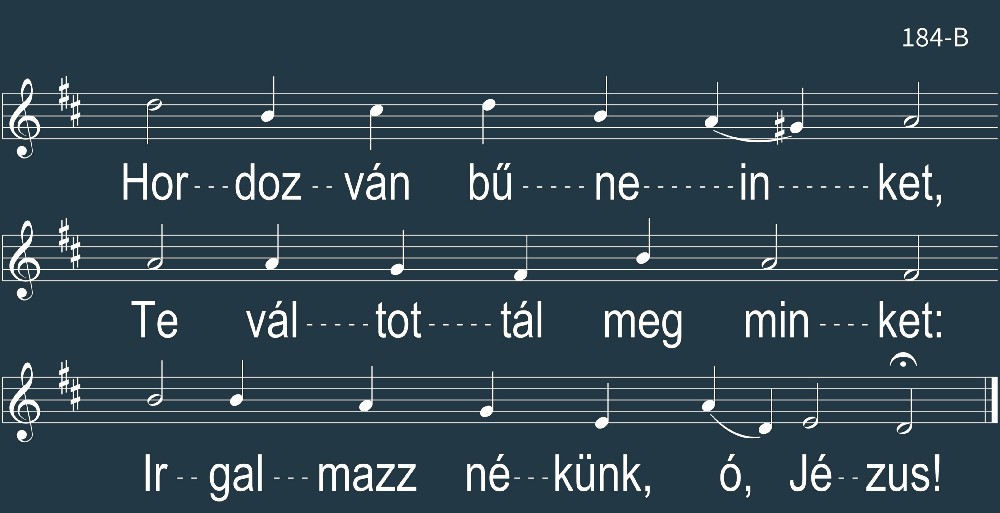 184-B
Hor---doz--ván bű-----ne-------in-------ket,
Te vál-----tot-----tál meg min----ket:
Ir--gal---mazz né---künk, ó, Jé--zus!